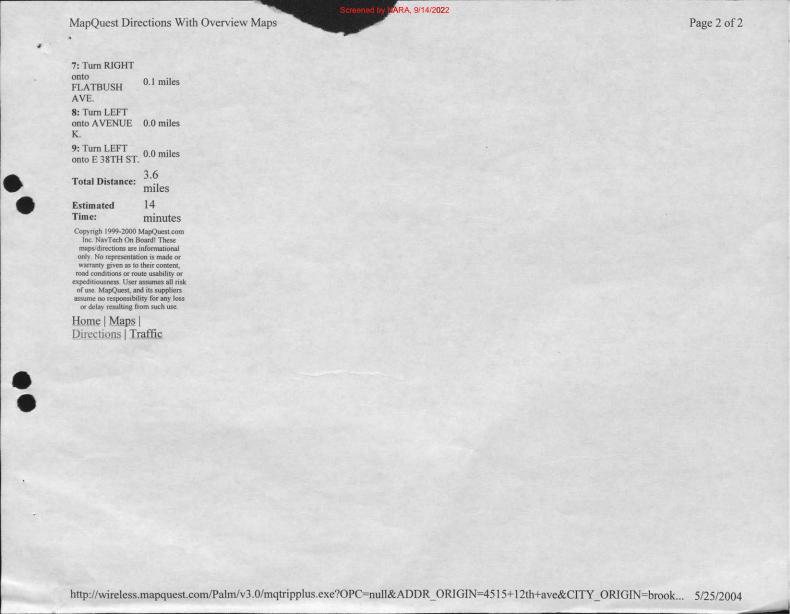 Screened by NARA, 9/14/2022
MapQuest Directions With Overview Maps
Page 2 of 2
7: Turn RIGHT
onto
FLATBUSH
AVE.
0.1 miles
8: Turn LEFT
onto AVENUE
K.
0.0 miles
9: Turn LEFT
onto E 38TH ST.
0.0 miles
Total Distance:
3.6
miles
Estimated
Time:
14
minutes
Copyrigh 1999-2000 MapQuest.com
Inc. NavTech On Board! These
maps/directions are informational
only. No representation is made or
warranty given as to their content,
road conditions or route usability or
expeditiousness. User assumes all risk
of use. MapQuest, and its suppliers
assume no responsibility for any loss
or delay resulting from such use.
Home | Maps |
Directions | Traffic
http://wireless.mapquest.com/Palm/v3.0/mqtripplus.exe?OPC=null&ADDR_ORIGIN=4515+12th+ave&CITY_ORIGIN=brook... 5/25/2004